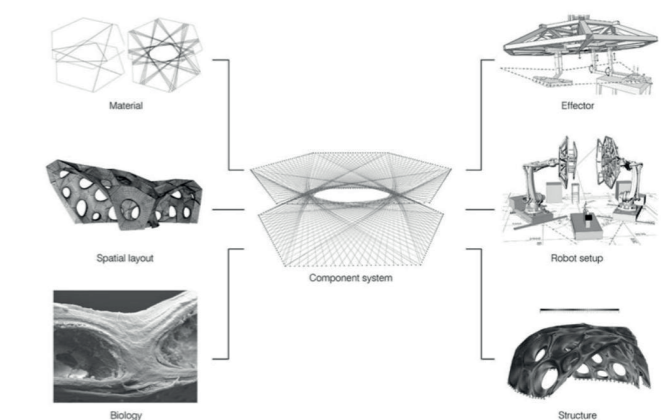 Material
Effector
Spatial layout
Component system
Robot setup
Biology
Structure